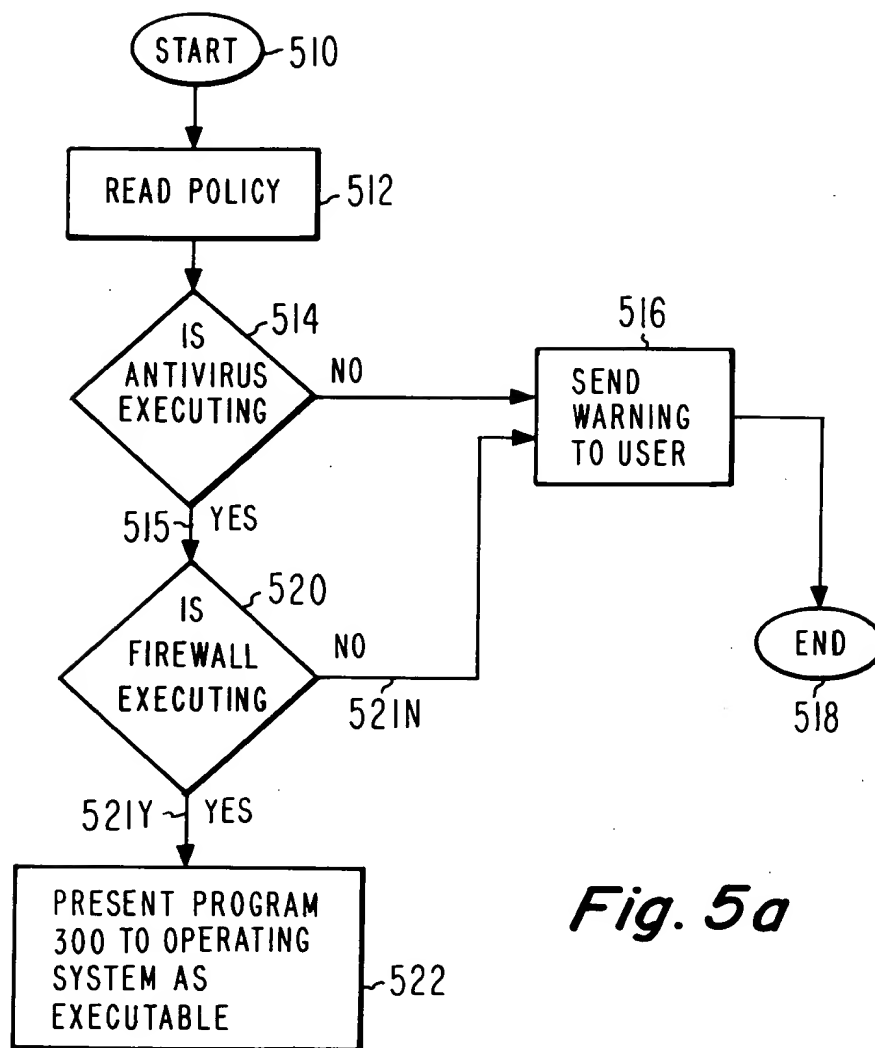 START
510
READ POLICY
512
IS
ANTIVIRUS
EXECUTING
514
NO
516
SEND
WARNING
TO USER
515
YES
IS
FIREWALL
EXECUTING
520
NO
521N
END
518
521Y
YES
PRESENT PROGRAM
300 TO OPERATING
SYSTEM AS
EXECUTABLE
522
Fig. 5a